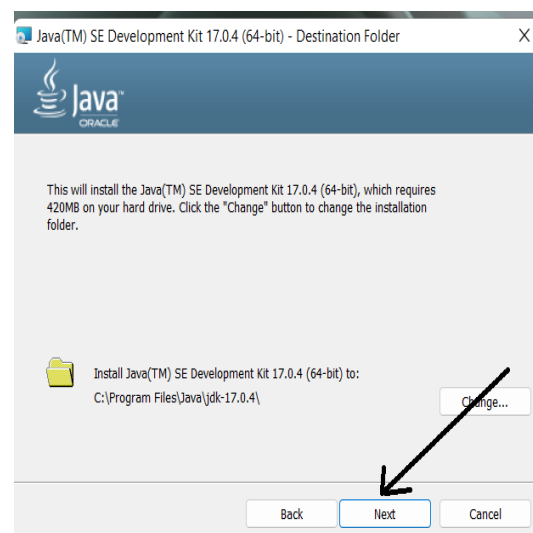 Java(TM) SE Development Kit 17.0.4 (64-bit) - Destination Folder X
Java™
ORACLE
This will install the Java(TM) SE Development Kit 17.0.4 (64-bit), which requires
420MB on your hard drive. Click the "Change" button to change the installation
folder.
Install Java(TM) SE Development Kit 17.0.4 (64-bit) to:
C:\Program Files\Java\jdk-17.0.4\
Change...
Back Next Cancel